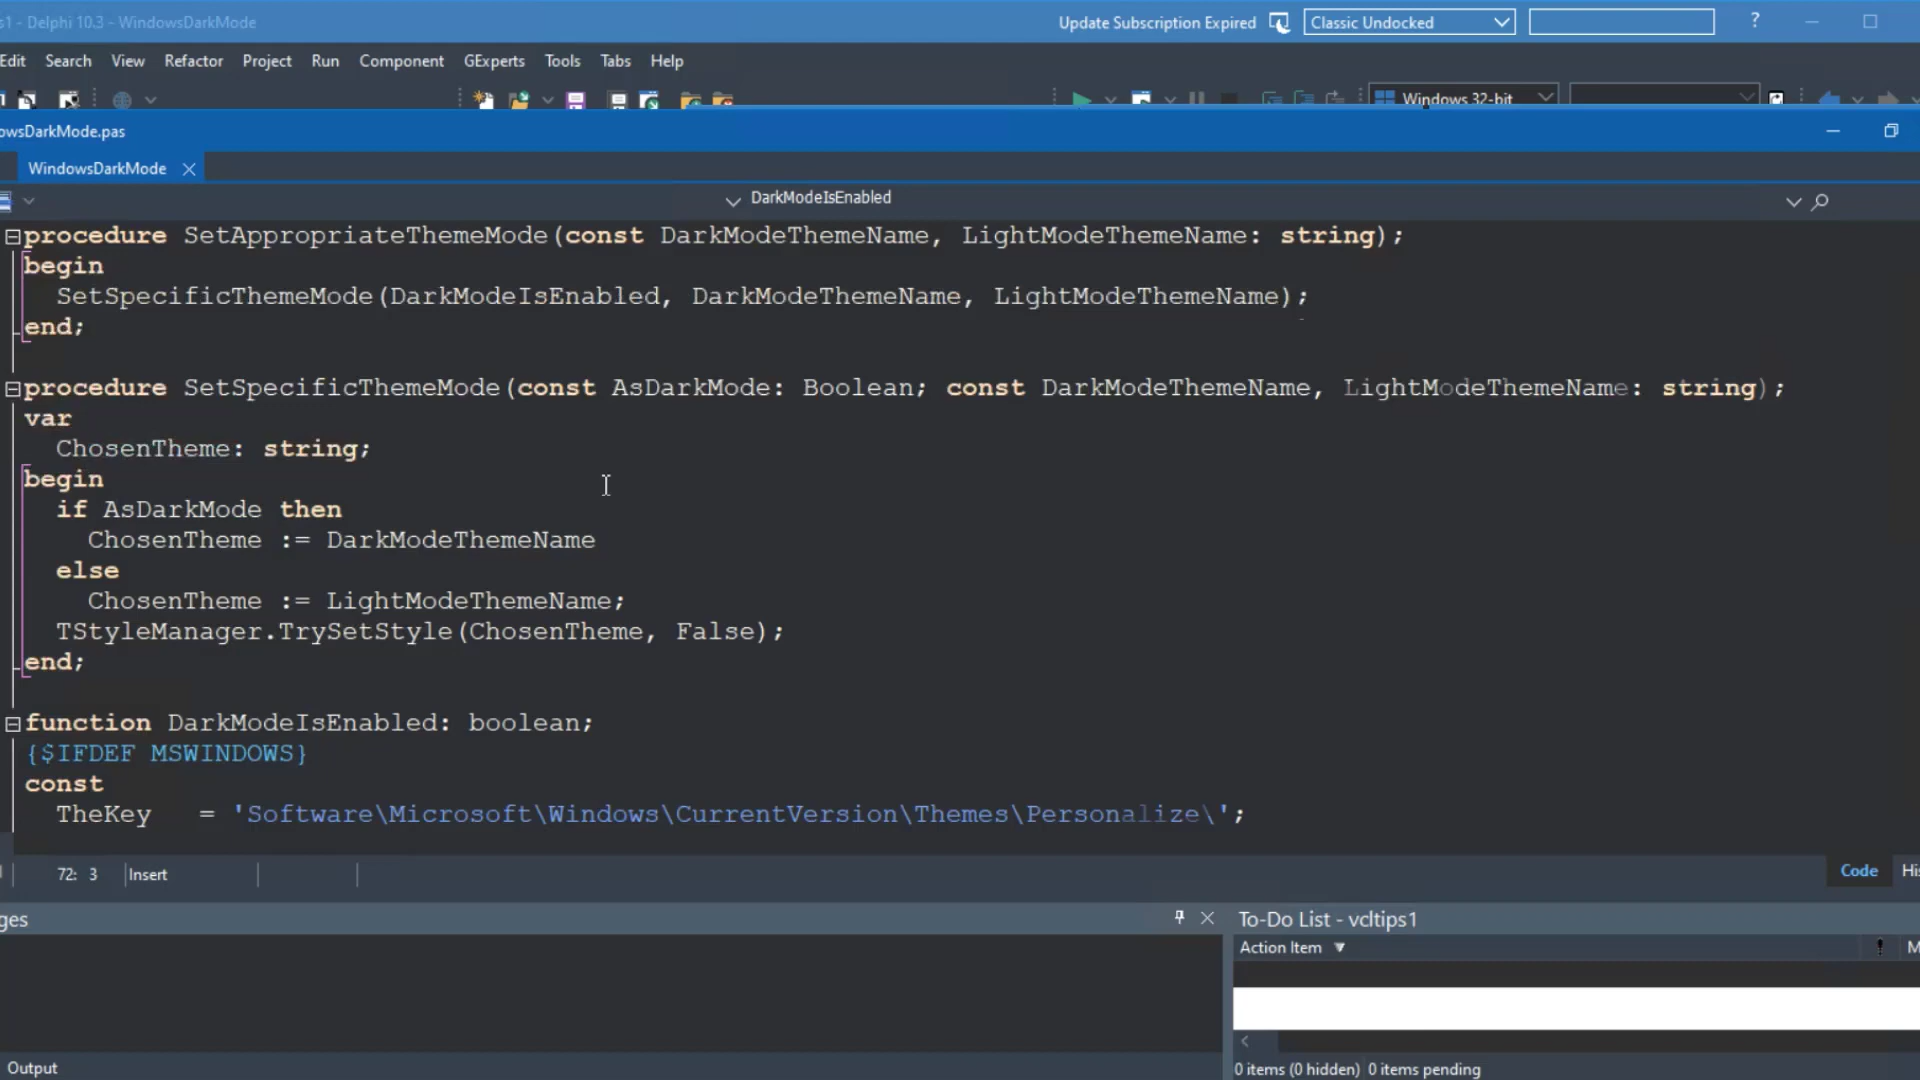 s1 - Delphi 10.3 - WindowsDarkMode
Update Subscription Expired
Classic Undocked
?
Edit Search View Refactor Project Run Component GExperts Tools Tabs Help
Windows 32-bit
owsDarkMode.pas
WindowsDarkMode
DarkModeIsEnabled
procedure SetAppropriateThemeMode(const DarkModeThemeName, LightModeThemeName: string);
begin
  SetSpecificThemeMode(DarkModeIsEnabled, DarkModeThemeName, LightModeThemeName);
end;
procedure SetSpecificThemeMode(const AsDarkMode: Boolean; const DarkModeThemeName, LightModeThemeName: string);
var
  ChosenTheme: string;
begin
  if AsDarkMode then
    ChosenTheme := DarkModeThemeName
  else
    ChosenTheme := LightModeThemeName;
  TStyleManager.TrySetStyle(ChosenTheme, False);
end;
function DarkModeIsEnabled: boolean;
{$IFDEF MSWINDOWS}
const
  TheKey   = 'Software\Microsoft\Windows\CurrentVersion\Themes\Personalize\';
72: 3 Insert
Code His
ges
To-Do List - vcltips1
Action Item ! M
Output
0 items (0 hidden) 0 items pending